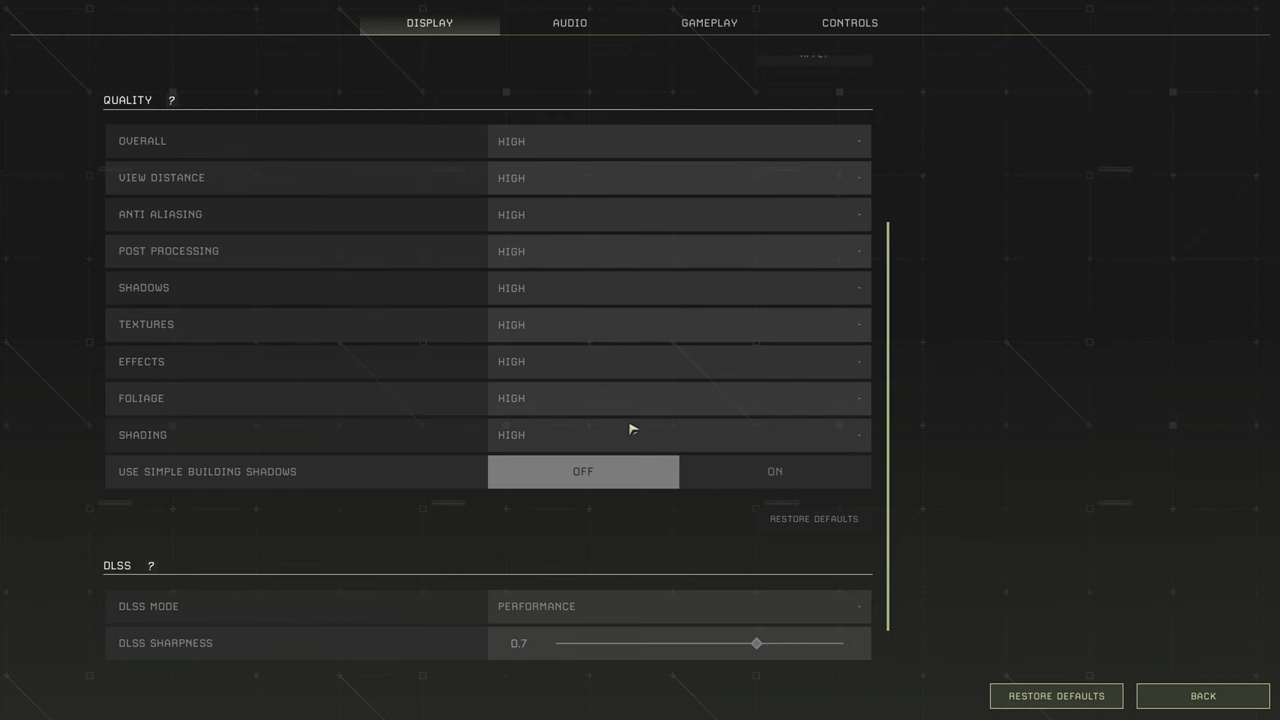 DISPLAY AUDIO GAMEPLAY CONTROLS
QUALITY ?
OVERALL HIGH
VIEW DISTANCE HIGH
ANTI ALIASING HIGH
POST PROCESSING HIGH
SHADOWS HIGH
TEXTURES HIGH
EFFECTS HIGH
FOLIAGE HIGH
SHADING HIGH
USE SIMPLE BUILDING SHADOWS OFF ON
RESTORE DEFAULTS
DLSS ?
DLSS MODE PERFORMANCE
DLSS SHARPNESS 0.7
RESTORE DEFAULTS BACK